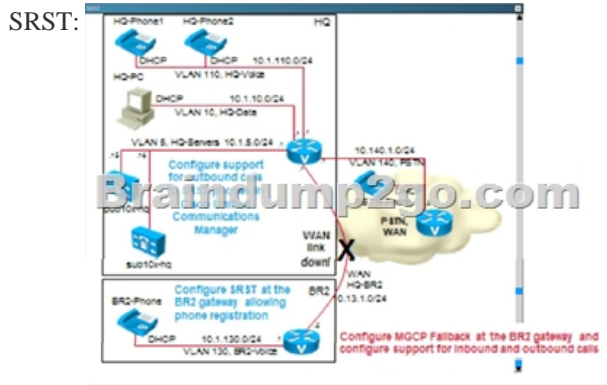 SRST:
SRST
HQ-Phone1 HQ-Phone2 HQ
DHCP DHCP 10.1.110.0/24
VLAN 110, HQ-Voice
HQ-PC
DHCP 10.1.10.0/24
VLAN 10, HQ-Data
VLAN 5, HQ-Servers 10.1.5.0/24
10.140.1.0/24
VLAN 140, PSTN
Configure support
for outbound calls
Braindump2go.com
Communications
Manager
PSTN,
WAN
sub10x-hq
WAN
link
down!
X
WAN
HQ-BR2
0.13.1.0/24
Configure SRST at the
BR2 gateway allowing
phone registration
BR2
BR2-Phone
DHCP 10.1.130.0/24
VLAN 130, BR2-Voice
Configure MGCP Fallback at the BR2 gateway and
configure support for inbound and outbound calls